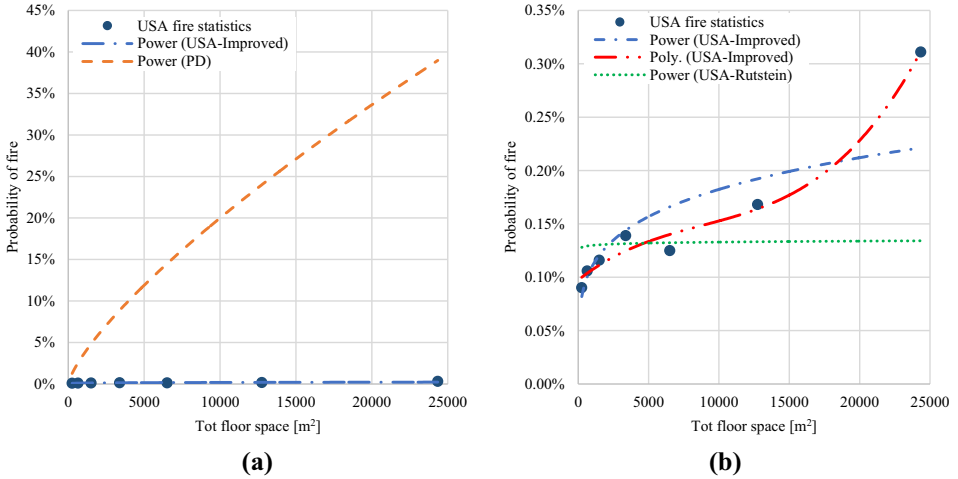 45%
40%
35%
30%
25%
20%
15%
10%
5%
0%
Probability of fire
USA fire statistics
Power (USA-Improved)
Power (PD)
0 5000 10000 15000 20000 25000
Tot floor space [m²]
(a)
0.35%
0.30%
0.25%
0.20%
0.15%
0.10%
0.05%
0.00%
Probability of fire
USA fire statistics
Power (USA-Improved)
Poly. (USA-Improved)
Power (USA-Rutstein)
0 5000 10000 15000 20000 25000
Tot floor space [m²]
(b)